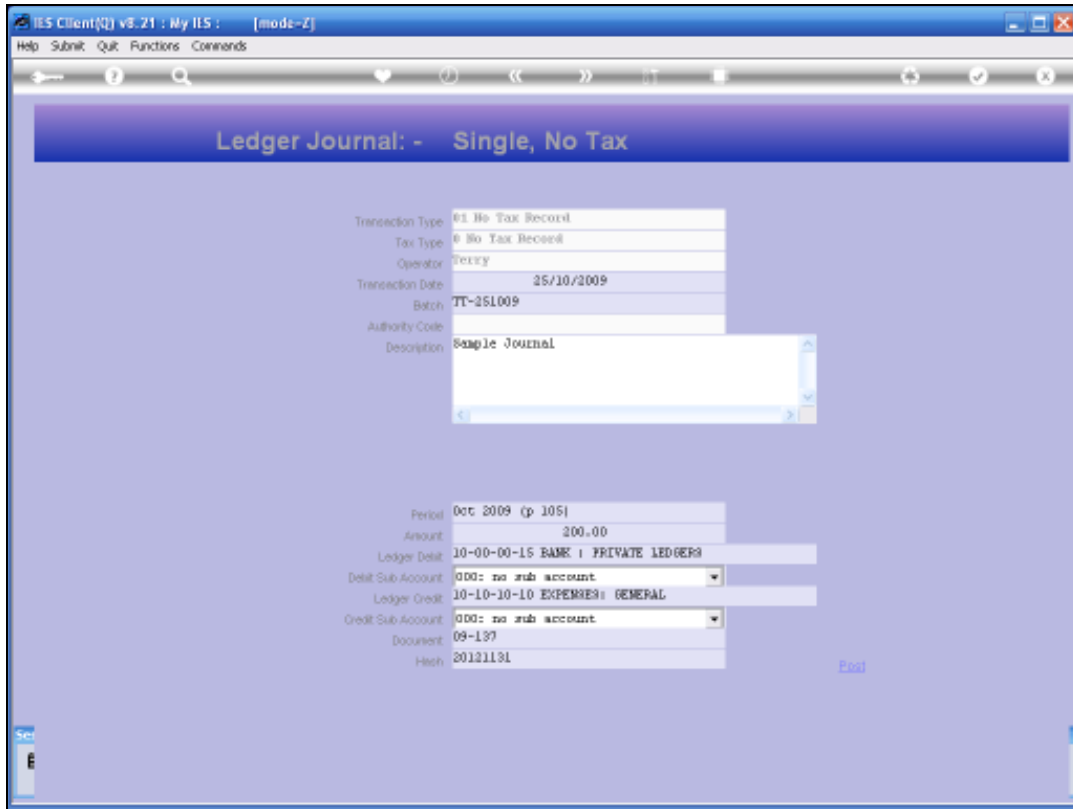 IES Client(Q) v8.21 : My IES : [mode-Z]
Help Submit Quit Functions Commands
Ledger Journal: - Single, No Tax
Transaction Type 01 No Tax Record
Tax Type 0 No Tax Record
Operator Terry
Transaction Date 25/10/2009
Batch TT-251009
Authority Code
Description Sample Journal
Period Oct 2009 (p 105)
Amount 200.00
Ledger Debit 10-00-00-15 BANK : PRIVATE LEDGERS
Debit Sub Account 000: no sub account
Ledger Credit 10-10-10-10 EXPENSES: GENERAL
Credit Sub Account 000: no sub account
Document 09-137
Hash 20121131
Post
Ses